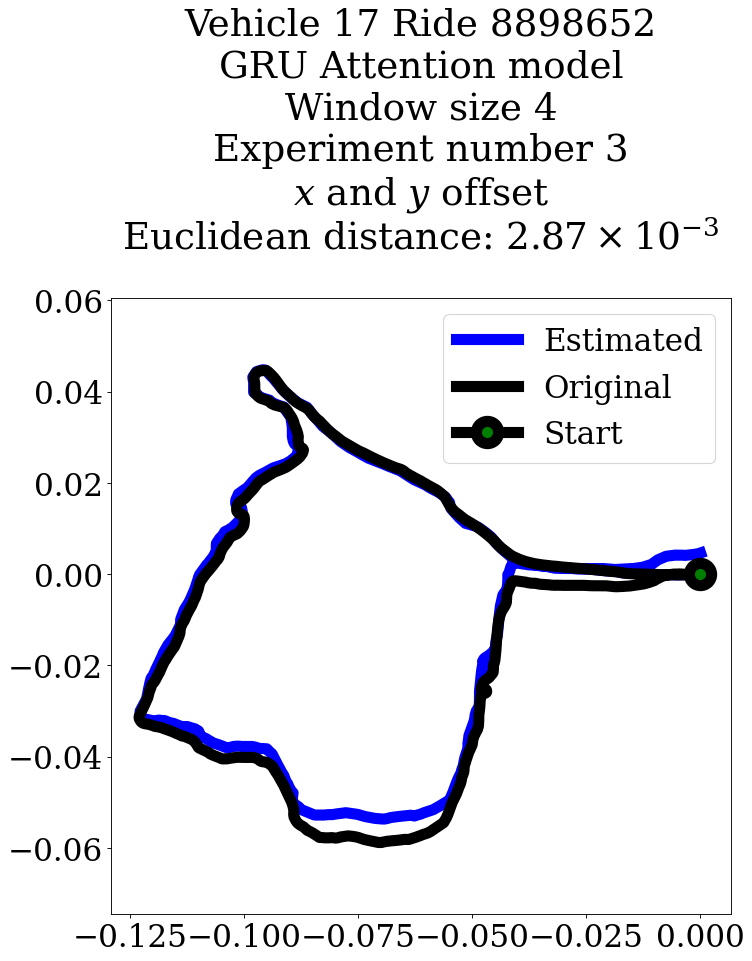 Vehicle 17 Ride 8898652
GRU Attention model
Window size 4
Experiment number 3
x and y offset
Euclidean distance: 2.87 × 10⁻³
Estimated
Original
Start
0.06
0.04
0.02
0.00
−0.02
−0.04
−0.06
−0.125 −0.100 −0.075 −0.050 −0.025 0.000